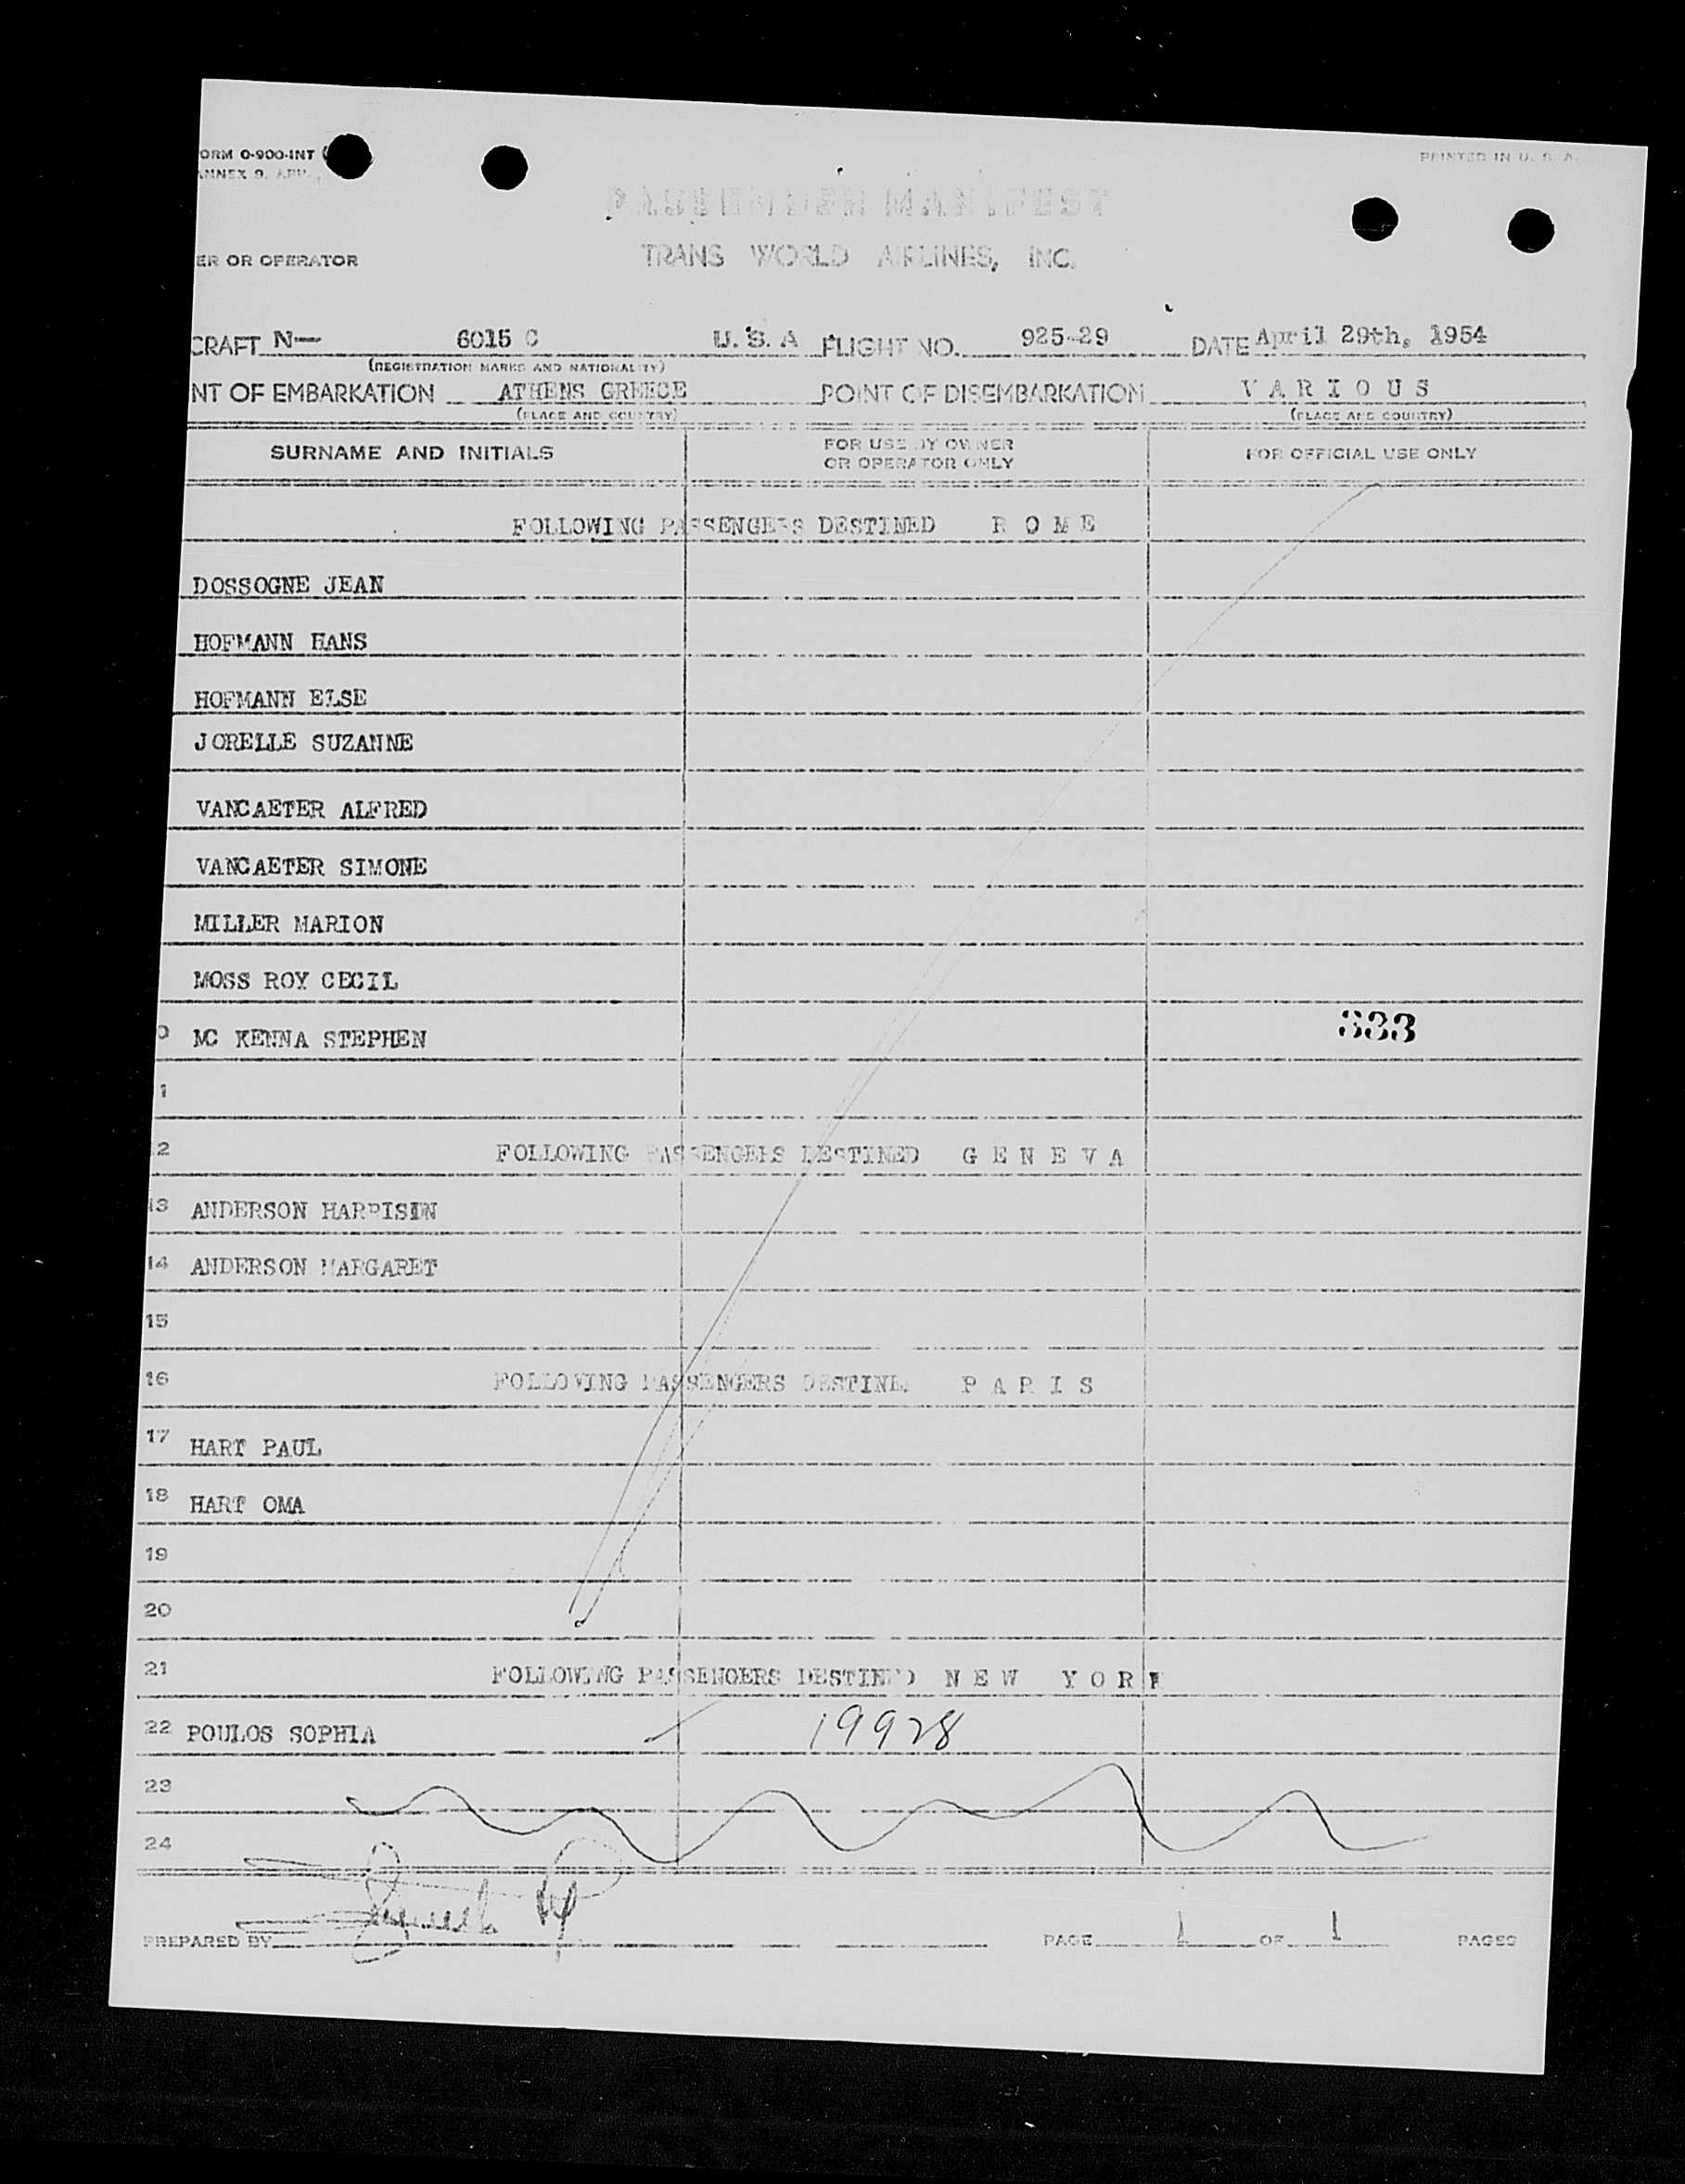 ORM O-900-INT (
ANNEX 9, APP.,
PRINTED IN U. S. A.
PASSENGER MANIFEST
ER OR OPERATOR TRANS WORLD AIRLINES, INC.
CRAFT N— 6015 C U. S. A FLIGHT NO. 925-29 DATE April 29th, 1954
(REGISTRATION MARKS AND NATIONALITY)
NT OF EMBARKATION ATHENS GREECE POINT OF DISEMBARKATION V A R I O U S
(PLACE AND COUNTRY) (PLACE AND COUNTRY)
SURNAME AND INITIALS FOR USE BY OWNER OR OPERATOR ONLY FOR OFFICIAL USE ONLY
FOLLOWING PASSENGERS DESTINED R O M E
DOSSOGNE JEAN
HOFMANN HANS
HOFMANN ELSE
JORELLE SUZANNE
VANCAETER ALFRED
VANCAETER SIMONE
MILLER MARION
MOSS ROY CECIL
0 MC KENNA STEPHEN 333
1
2 FOLLOWING PASSENGERS DESTINED G E N E V A
13 ANDERSON HARRISIN
14 ANDERSON MARGARET
15
16 FOLLOWING PASSENGERS DESTINED P A R I S
17 HART PAUL
18 HART OMA
19
20
21 FOLLOWING PASSENGERS DESTINED N E W Y O R K
22 POULOS SOPHIA 19928
23
24
PREPARED BY PAGE 1 OF 1 PAGES